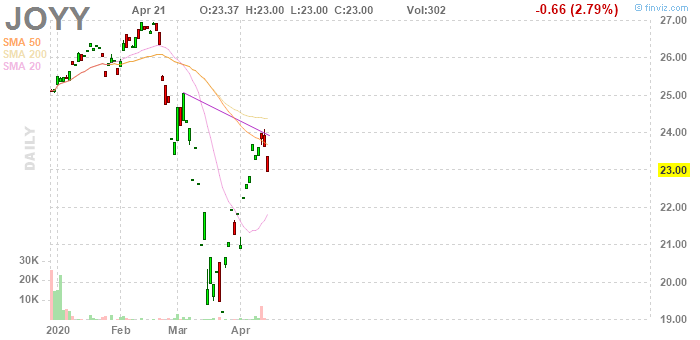 JOYY Apr 21 O:23.37 H:23.00 L:23.00 C:23.00 Vol:302 -0.66 (2.79%) © finviz.com
SMA 50
SMA 200
SMA 20
DAILY
27.00
26.00
25.00
24.00
23.00
22.00
21.00
20.00
19.00
30K
20K
10K
2020 Feb Mar Apr